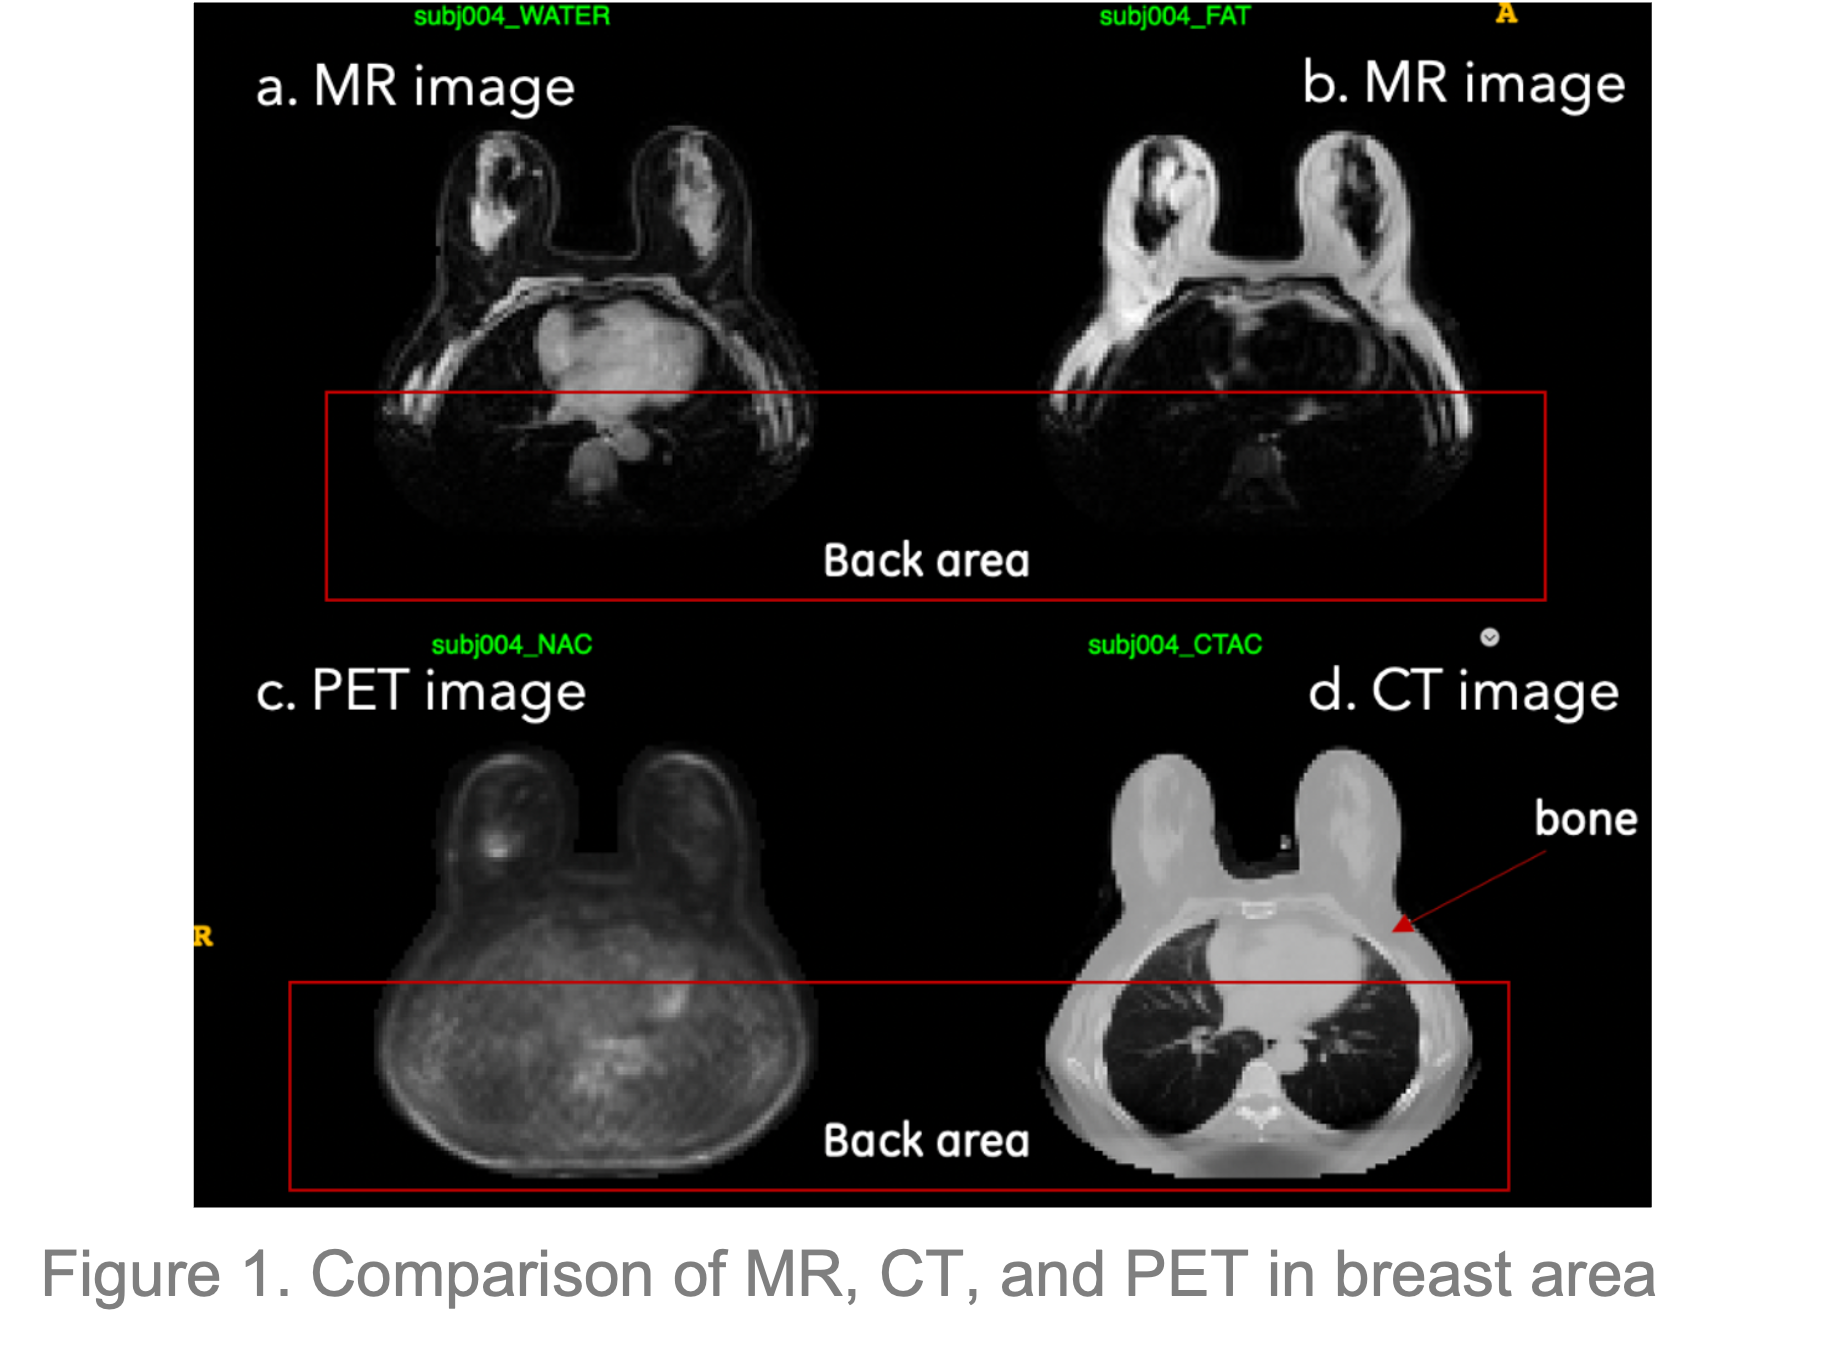 subj004_WATER
subj004_FAT
A
a. MR image
b. MR image
Back area
subj004_NAC
subj004_CTAC
c. PET image
d. CT image
bone
R
Back area
Figure 1. Comparison of MR, CT, and PET in breast area